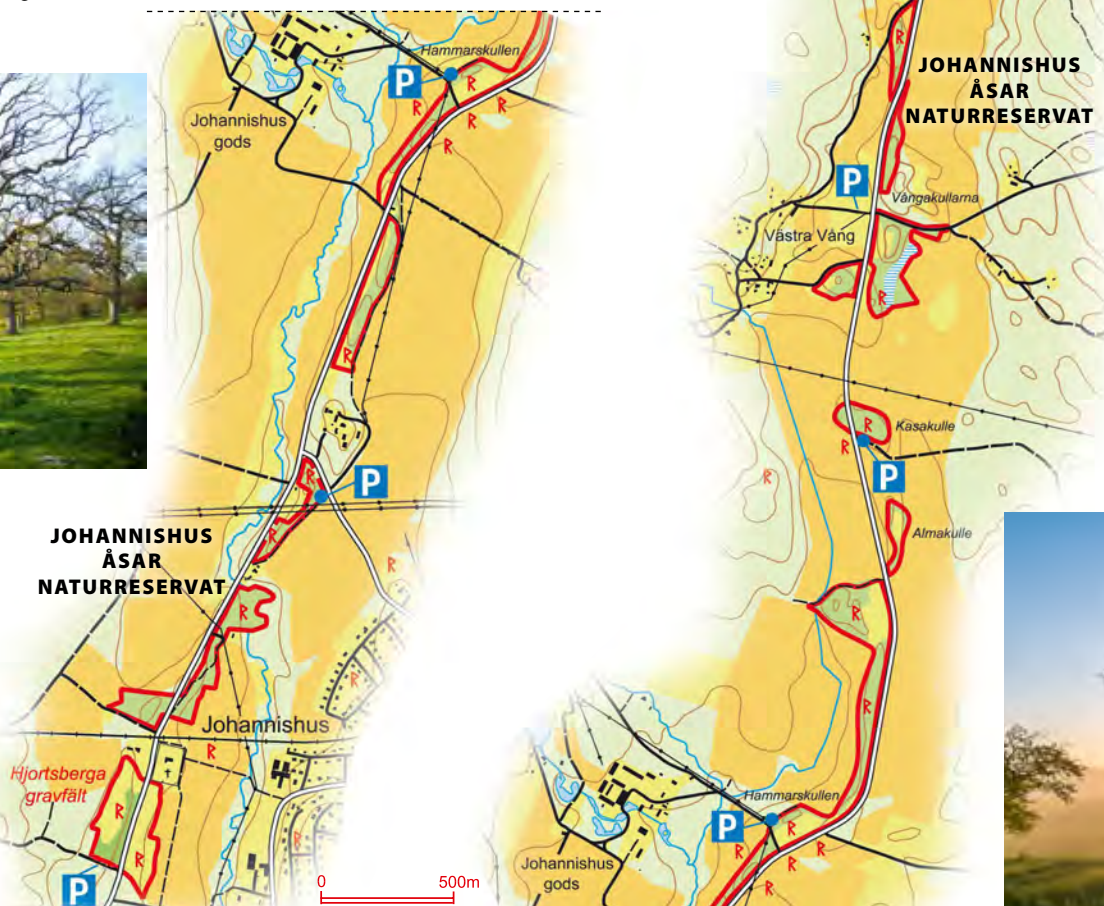 Hammarskullen
P
R
R
R
Johannishus
gods
R
P
R
R
JOHANNISHUS
ÅSAR
NATURRESERVAT
R
R
Johannishus
R
Hjortsberga
gravfält
R
R
R
P
0 500m
R
JOHANNISHUS
ÅSAR
NATURRESERVAT
P
Vångakullarna
Västra Vång
R
Kasakulle
R
R
R
P
Almakulle
R
R
Hammarskullen
P
R
R
R
R
R
Johannishus
gods